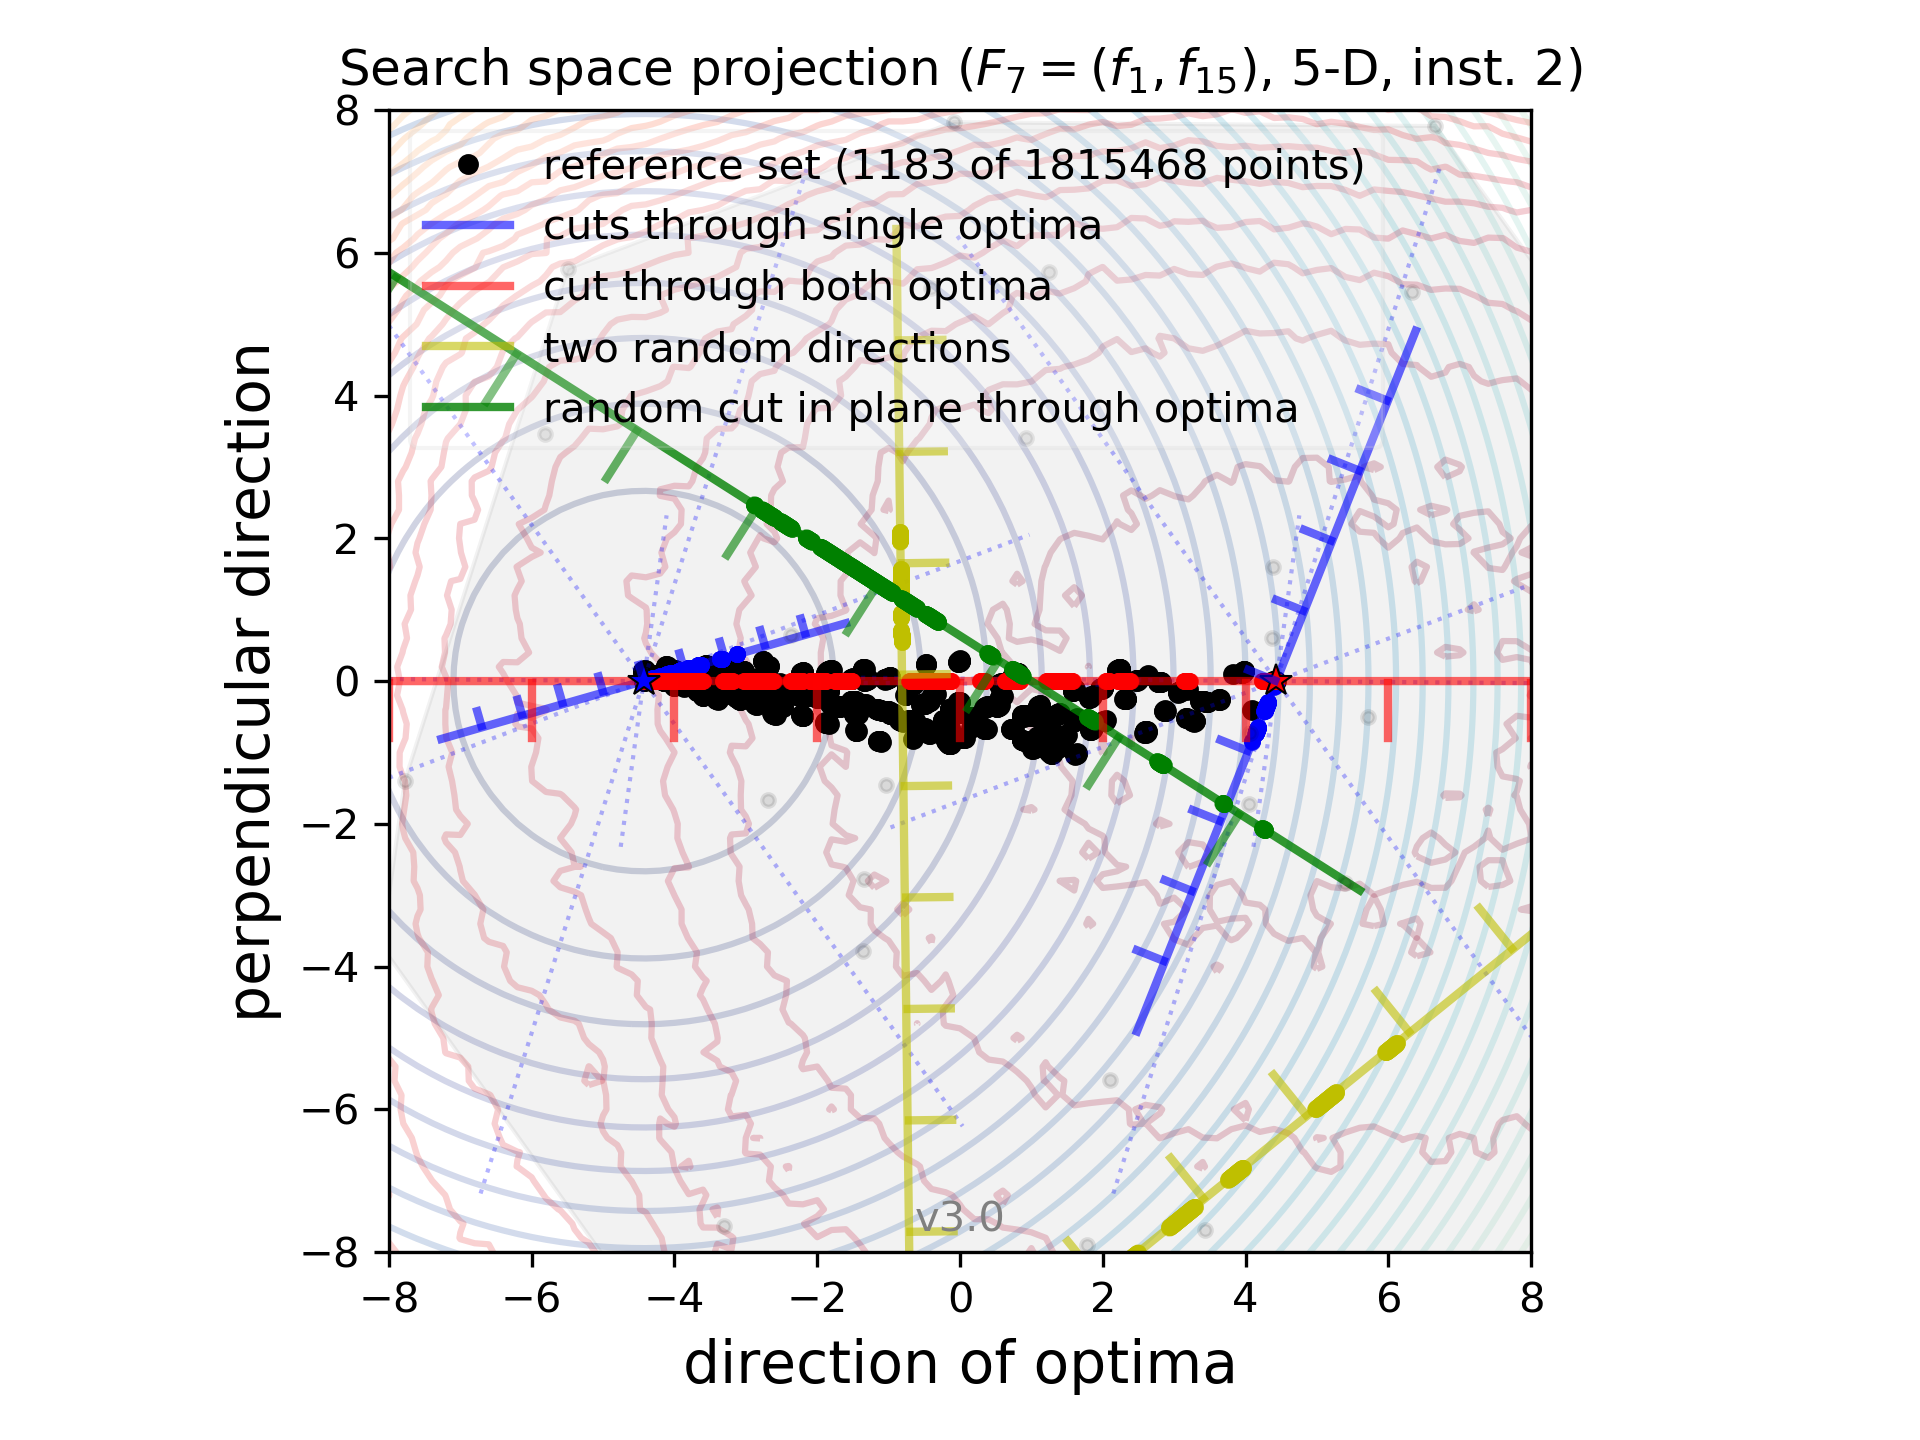 Search space projection (F₇ = (f₁, f₁₅), 5-D, inst. 2)
reference set (1183 of 1815468 points)
cuts through single optima
cut through both optima
two random directions
random cut in plane through optima
8
6
4
2
0
−2
−4
−6
−8
perpendicular direction
v3.0
−8 −6 −4 −2 0 2 4 6 8
direction of optima